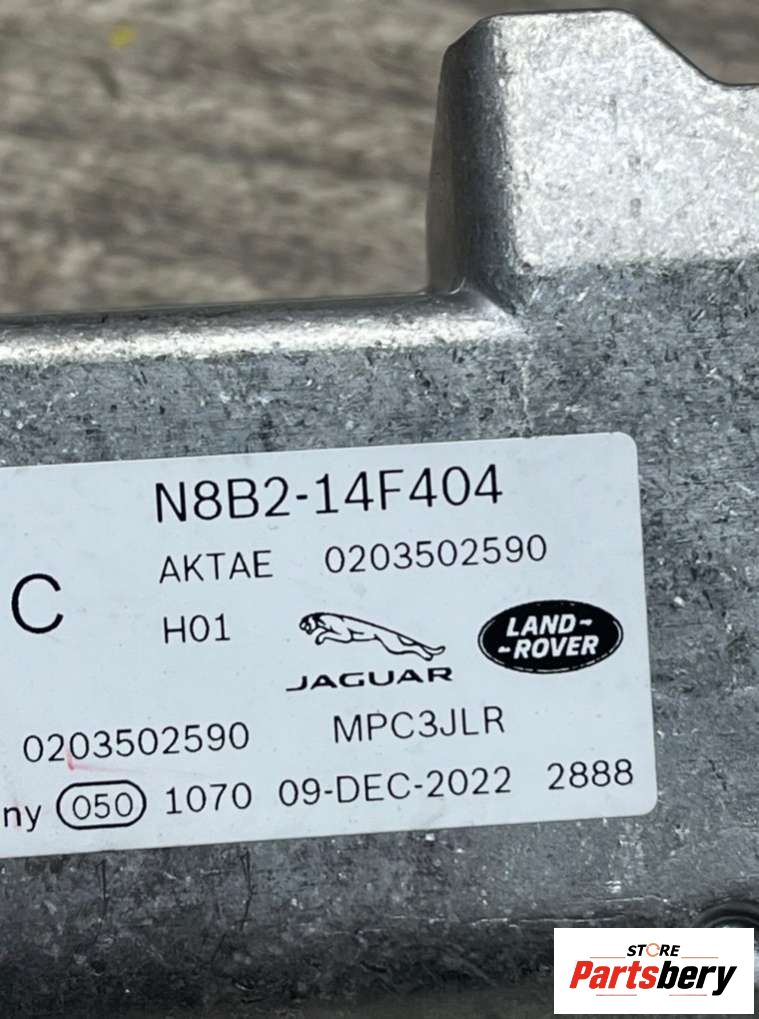 N8B2-14F404
AKTAE 0203502590
C
H01
JAGUAR
LAND-
-ROVER
0203502590 MPC3JLR
ny 050 1070 09-DEC-2022 2888
STORE
Partsbery